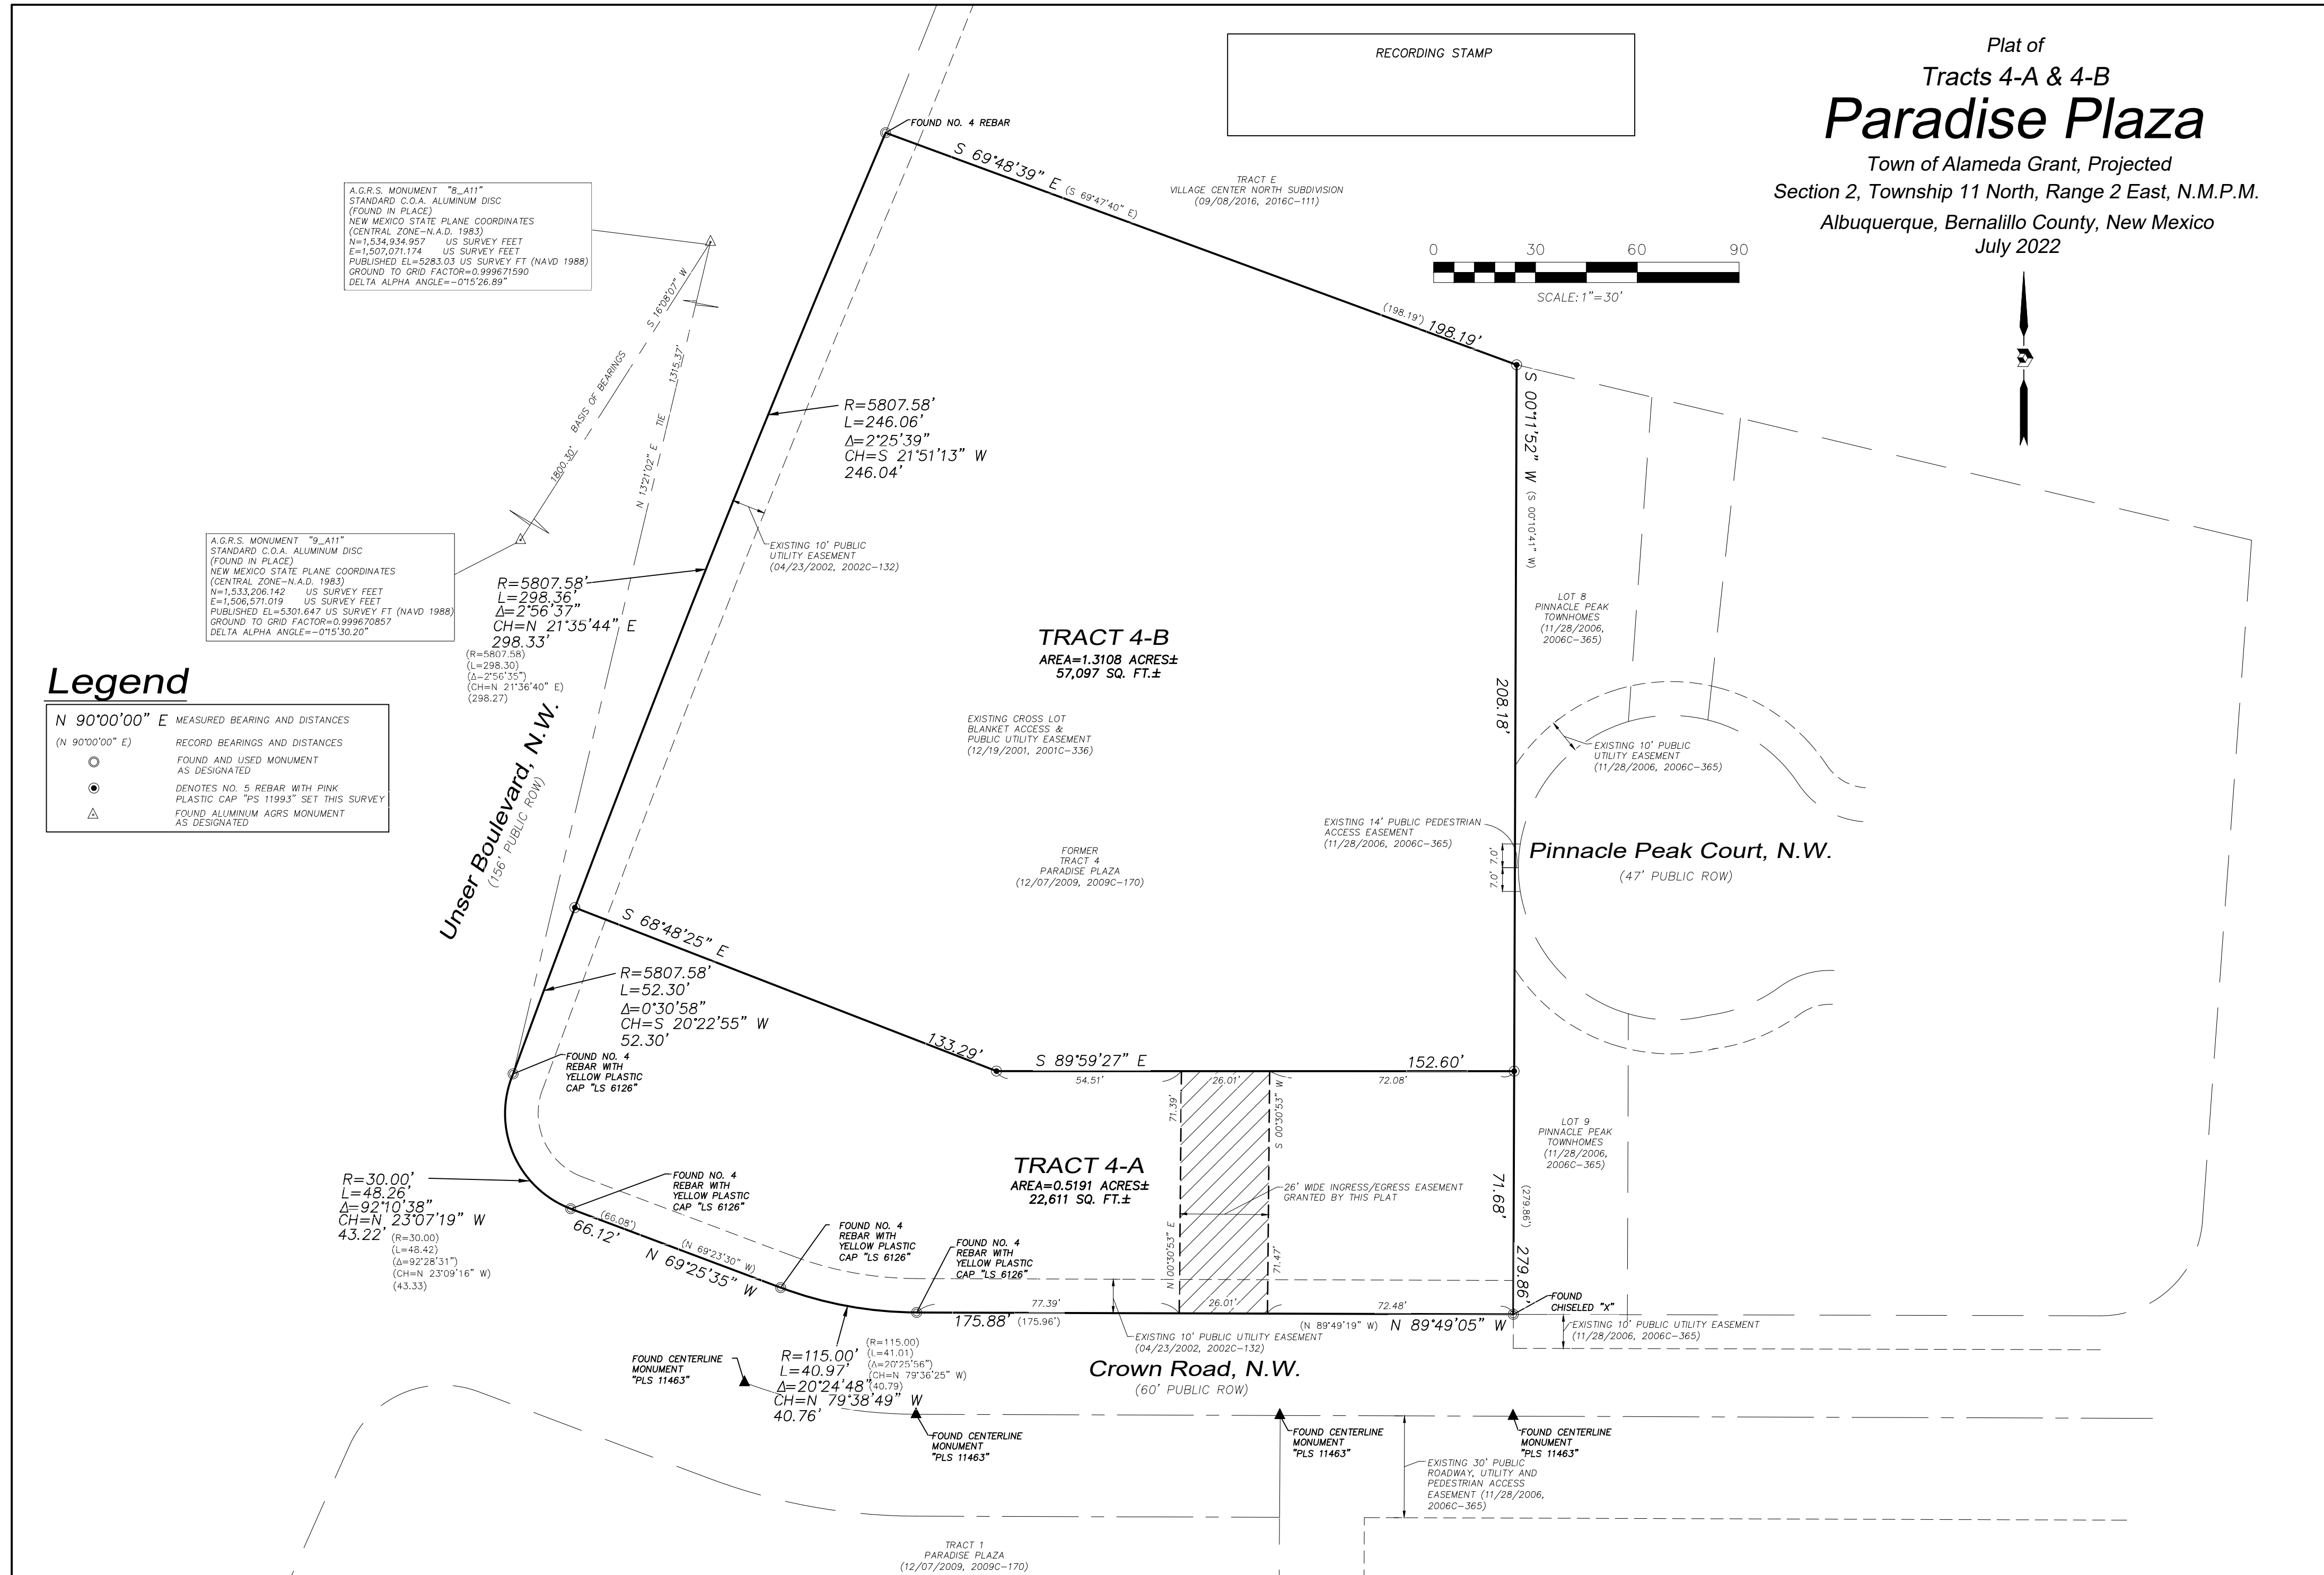 RECORDING STAMP
Plat of
Tracts 4-A & 4-B
Paradise Plaza
Town of Alameda Grant, Projected
Section 2, Township 11 North, Range 2 East, N.M.P.M.
Albuquerque, Bernalillo County, New Mexico
July 2022
0 30 60 90
SCALE: 1"=30'
FOUND NO. 4 REBAR
S 69°48'39" E (S 69°47'40" E)
(198.19') 198.19'
TRACT E
VILLAGE CENTER NORTH SUBDIVISION
(09/08/2016, 2016C-111)
A.G.R.S. MONUMENT "8_A11"
STANDARD C.O.A. ALUMINUM DISC
(FOUND IN PLACE)
NEW MEXICO STATE PLANE COORDINATES
(CENTRAL ZONE-N.A.D. 1983)
N=1,534,934.957 US SURVEY FEET
E=1,507,071.174 US SURVEY FEET
PUBLISHED EL=5283.03 US SURVEY FT (NAVD 1988)
GROUND TO GRID FACTOR=0.999671590
DELTA ALPHA ANGLE=-0°15'26.89"
1800.30' BASIS OF BEARINGS S 16°08'07" W
N 13°21'02" E TIE 1315.37'
A.G.R.S. MONUMENT "9_A11"
STANDARD C.O.A. ALUMINUM DISC
(FOUND IN PLACE)
NEW MEXICO STATE PLANE COORDINATES
(CENTRAL ZONE-N.A.D. 1983)
N=1,533,206.142 US SURVEY FEET
E=1,506,571.019 US SURVEY FEET
PUBLISHED EL=5301.647 US SURVEY FT (NAVD 1988)
GROUND TO GRID FACTOR=0.999670857
DELTA ALPHA ANGLE=-0°15'30.20"
R=5807.58'
L=246.06'
Δ=2°25'39"
CH=S 21°51'13" W
246.04'
EXISTING 10' PUBLIC
UTILITY EASEMENT
(04/23/2002, 2002C-132)
R=5807.58'
L=298.36'
Δ=2°56'37"
CH=N 21°35'44" E
298.33'
(R=5807.58)
(L=298.30)
(Δ=2°56'35")
(CH=N 21°36'40" E)
(298.27)
Legend
N 90°00'00" E MEASURED BEARING AND DISTANCES
(N 90°00'00" E) RECORD BEARINGS AND DISTANCES
FOUND AND USED MONUMENT
AS DESIGNATED
DENOTES NO. 5 REBAR WITH PINK
PLASTIC CAP "PS 11993" SET THIS SURVEY
FOUND ALUMINUM AGRS MONUMENT
AS DESIGNATED
Unser Boulevard, N.W.
(156' PUBLIC ROW)
TRACT 4-B
AREA=1.3108 ACRES±
57,097 SQ. FT.±
EXISTING CROSS LOT
BLANKET ACCESS &
PUBLIC UTILITY EASEMENT
(12/19/2001, 2001C-336)
FORMER
TRACT 4
PARADISE PLAZA
(12/07/2009, 2009C-170)
S 00°11'52" W (S 00°10'41" W)
208.18'
LOT 8
PINNACLE PEAK
TOWNHOMES
(11/28/2006,
2006C-365)
EXISTING 10' PUBLIC
UTILITY EASEMENT
(11/28/2006, 2006C-365)
EXISTING 14' PUBLIC PEDESTRIAN
ACCESS EASEMENT
(11/28/2006, 2006C-365)
7.0' 7.0'
Pinnacle Peak Court, N.W.
(47' PUBLIC ROW)
S 68°48'25" E
133.29'
R=5807.58'
L=52.30'
Δ=0°30'58"
CH=S 20°22'55" W
52.30'
FOUND NO. 4
REBAR WITH
YELLOW PLASTIC
CAP "LS 6126"
S 89°59'27" E 152.60'
54.51' 26.01' 72.08'
71.39'
S 00°30'53" W
N 00°30'53" E
71.47'
LOT 9
PINNACLE PEAK
TOWNHOMES
(11/28/2006,
2006C-365)
71.68'
(279.86')
279.86'
TRACT 4-A
AREA=0.5191 ACRES±
22,611 SQ. FT.±
26' WIDE INGRESS/EGRESS EASEMENT
GRANTED BY THIS PLAT
R=30.00'
L=48.26'
Δ=92°10'38"
CH=N 23°07'19" W
43.22'
(R=30.00)
(L=48.42)
(Δ=92°28'31")
(CH=N 23°09'16" W)
(43.33)
FOUND NO. 4
REBAR WITH
YELLOW PLASTIC
CAP "LS 6126"
(66.08') (N 69°23'30" W)
66.12' N 69°25'35" W
FOUND NO. 4
REBAR WITH
YELLOW PLASTIC
CAP "LS 6126"
FOUND NO. 4
REBAR WITH
YELLOW PLASTIC
CAP "LS 6126"
77.39' 26.01' 72.48'
175.88' (175.96') (N 89°49'19" W) N 89°49'05" W
FOUND
CHISELED "X"
EXISTING 10' PUBLIC UTILITY EASEMENT
(04/23/2002, 2002C-132)
EXISTING 10' PUBLIC UTILITY EASEMENT
(11/28/2006, 2006C-365)
R=115.00'
L=40.97'
Δ=20°24'48"
CH=N 79°38'49" W
40.76'
(R=115.00)
(L=41.01)
(Δ=20°25'56")
(CH=N 79°36'25" W)
(40.79)
Crown Road, N.W.
(60' PUBLIC ROW)
FOUND CENTERLINE
MONUMENT
"PLS 11463"
FOUND CENTERLINE
MONUMENT
"PLS 11463"
FOUND CENTERLINE
MONUMENT
"PLS 11463"
FOUND CENTERLINE
MONUMENT
"PLS 11463"
EXISTING 30' PUBLIC
ROADWAY, UTILITY AND
PEDESTRIAN ACCESS
EASEMENT (11/28/2006,
2006C-365)
TRACT 1
PARADISE PLAZA
(12/07/2009, 2009C-170)